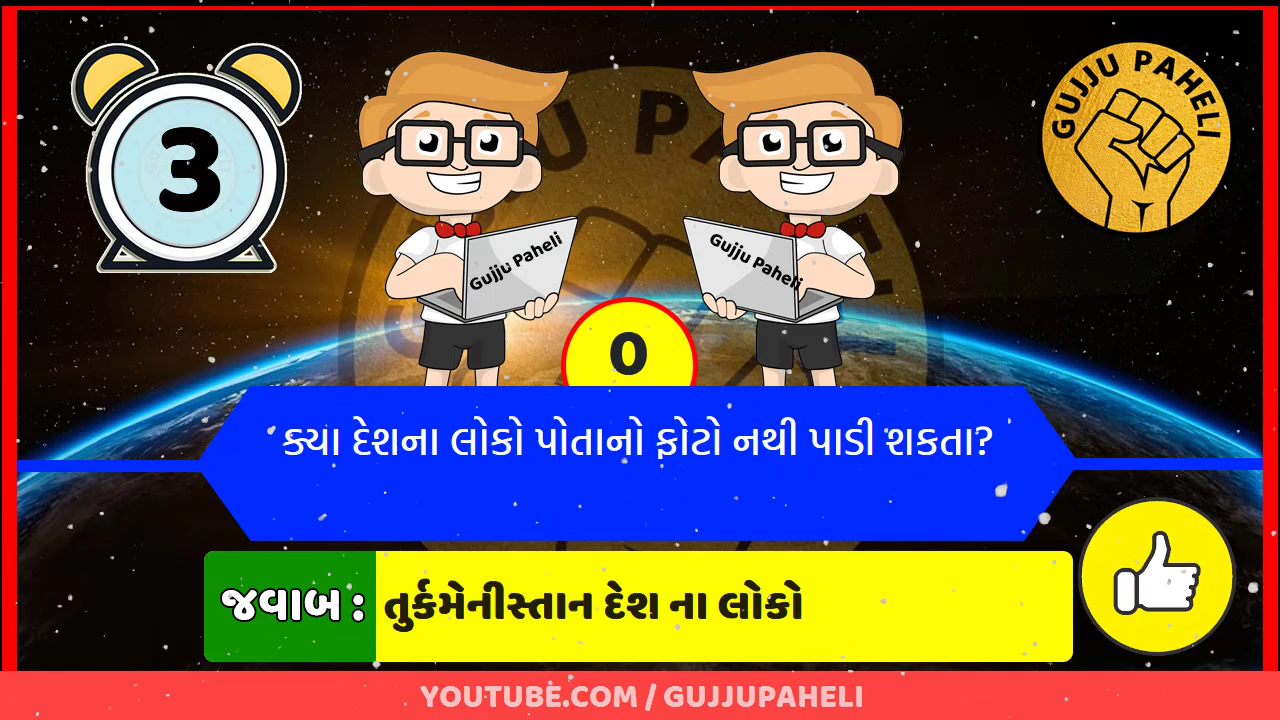 3
GUJJU PAHELI
Gujju Paheli
Gujju Paheli
0
ક્યા દેશના લોકો પોતાનો ફોટો નથી પાડી શકતા?
જવાબ : તુર્કમેનીસ્તાન દેશ ના લોકો
YOUTUBE.COM / GUJJUPAHELI